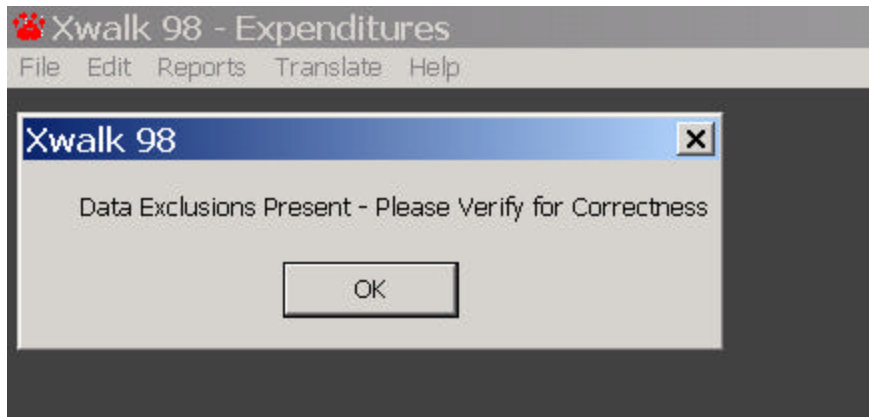 Xwalk 98 - Expenditures
File Edit Reports Translate Help
Xwalk 98
Data Exclusions Present - Please Verify for Correctness
OK